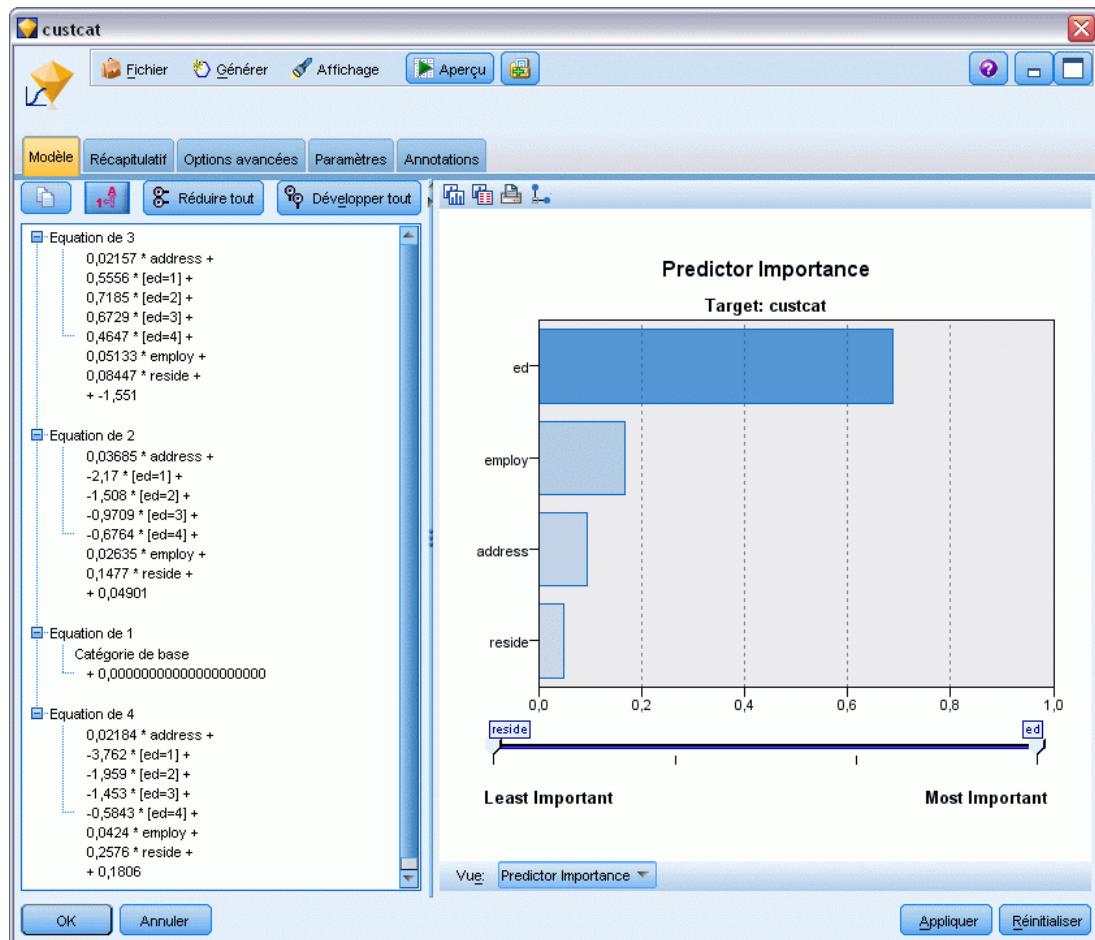 custcat
Fichier Générer Affichage Aperçu
Modèle Récapitulatif Options avancées Paramètres Annotations
Réduire tout Développer tout
Equation de 3
0,02157 * address +
0,5556 * [ed=1] +
0,7185 * [ed=2] +
0,6729 * [ed=3] +
0,4647 * [ed=4] +
0,05133 * employ +
0,08447 * reside +
+ -1,551
Equation de 2
0,03685 * address +
-2,17 * [ed=1] +
-1,508 * [ed=2] +
-0,9709 * [ed=3] +
-0,6764 * [ed=4] +
0,02635 * employ +
0,1477 * reside +
+ 0,04901
Equation de 1
Catégorie de base
+ 0,00000000000000000000
Equation de 4
0,02184 * address +
-3,762 * [ed=1] +
-1,959 * [ed=2] +
-1,453 * [ed=3] +
-0,5843 * [ed=4] +
0,0424 * employ +
0,2576 * reside +
+ 0,1806
Predictor Importance
Target: custcat
ed
employ
address
reside
0,0 0,2 0,4 0,6 0,8 1,0
reside ed
Least Important Most Important
Vue: Predictor Importance
OK Annuler Appliquer Réinitialiser